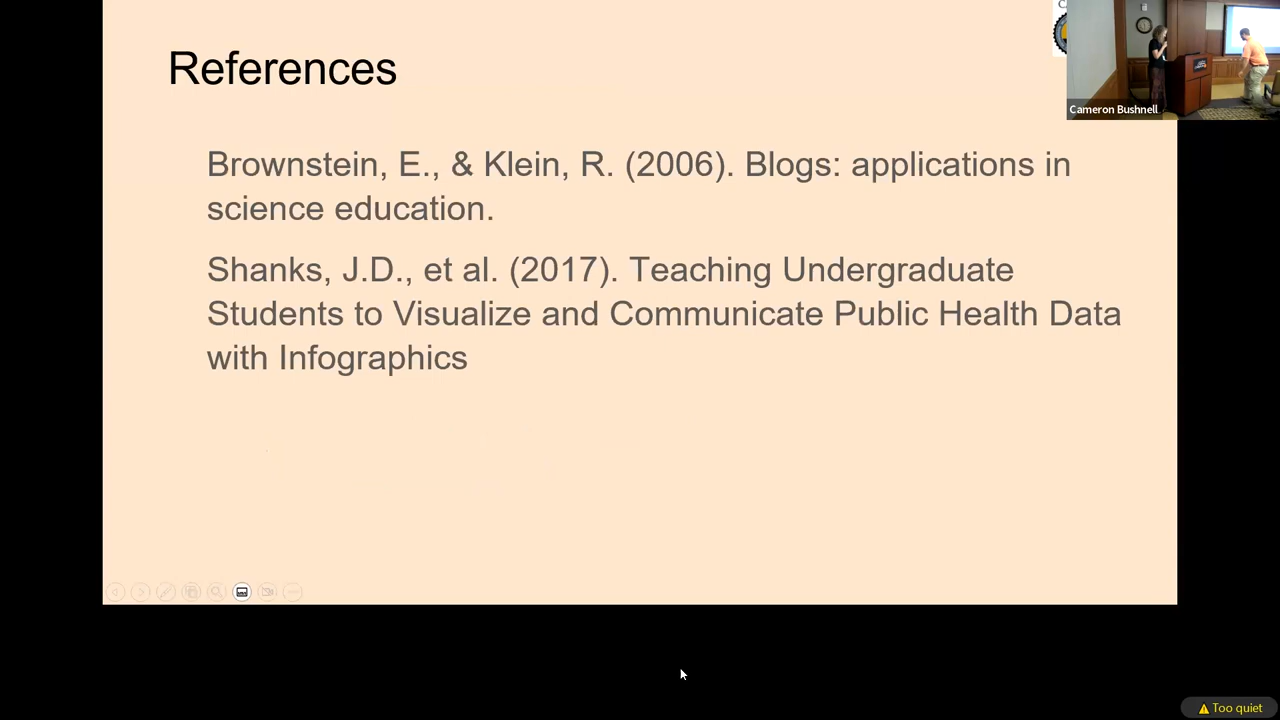 References
Cameron Bushnell
Brownstein, E., & Klein, R. (2006). Blogs: applications in
science education.
Shanks, J.D., et al. (2017). Teaching Undergraduate
Students to Visualize and Communicate Public Health Data
with Infographics
Too quiet